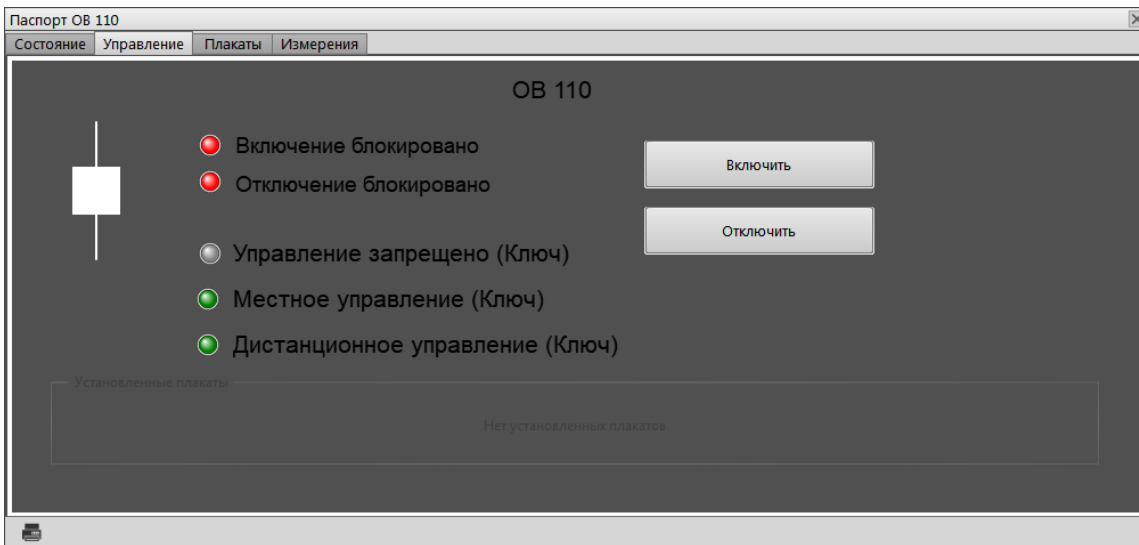 Паспорт ОВ 110
Состояние Управление Плакаты Измерения
ОВ 110
Включение блокировано
Включить
Отключение блокировано
Отключить
Управление запрещено (Ключ)
Местное управление (Ключ)
Дистанционное управление (Ключ)
Установленные плакаты
Нет установленных плакатов